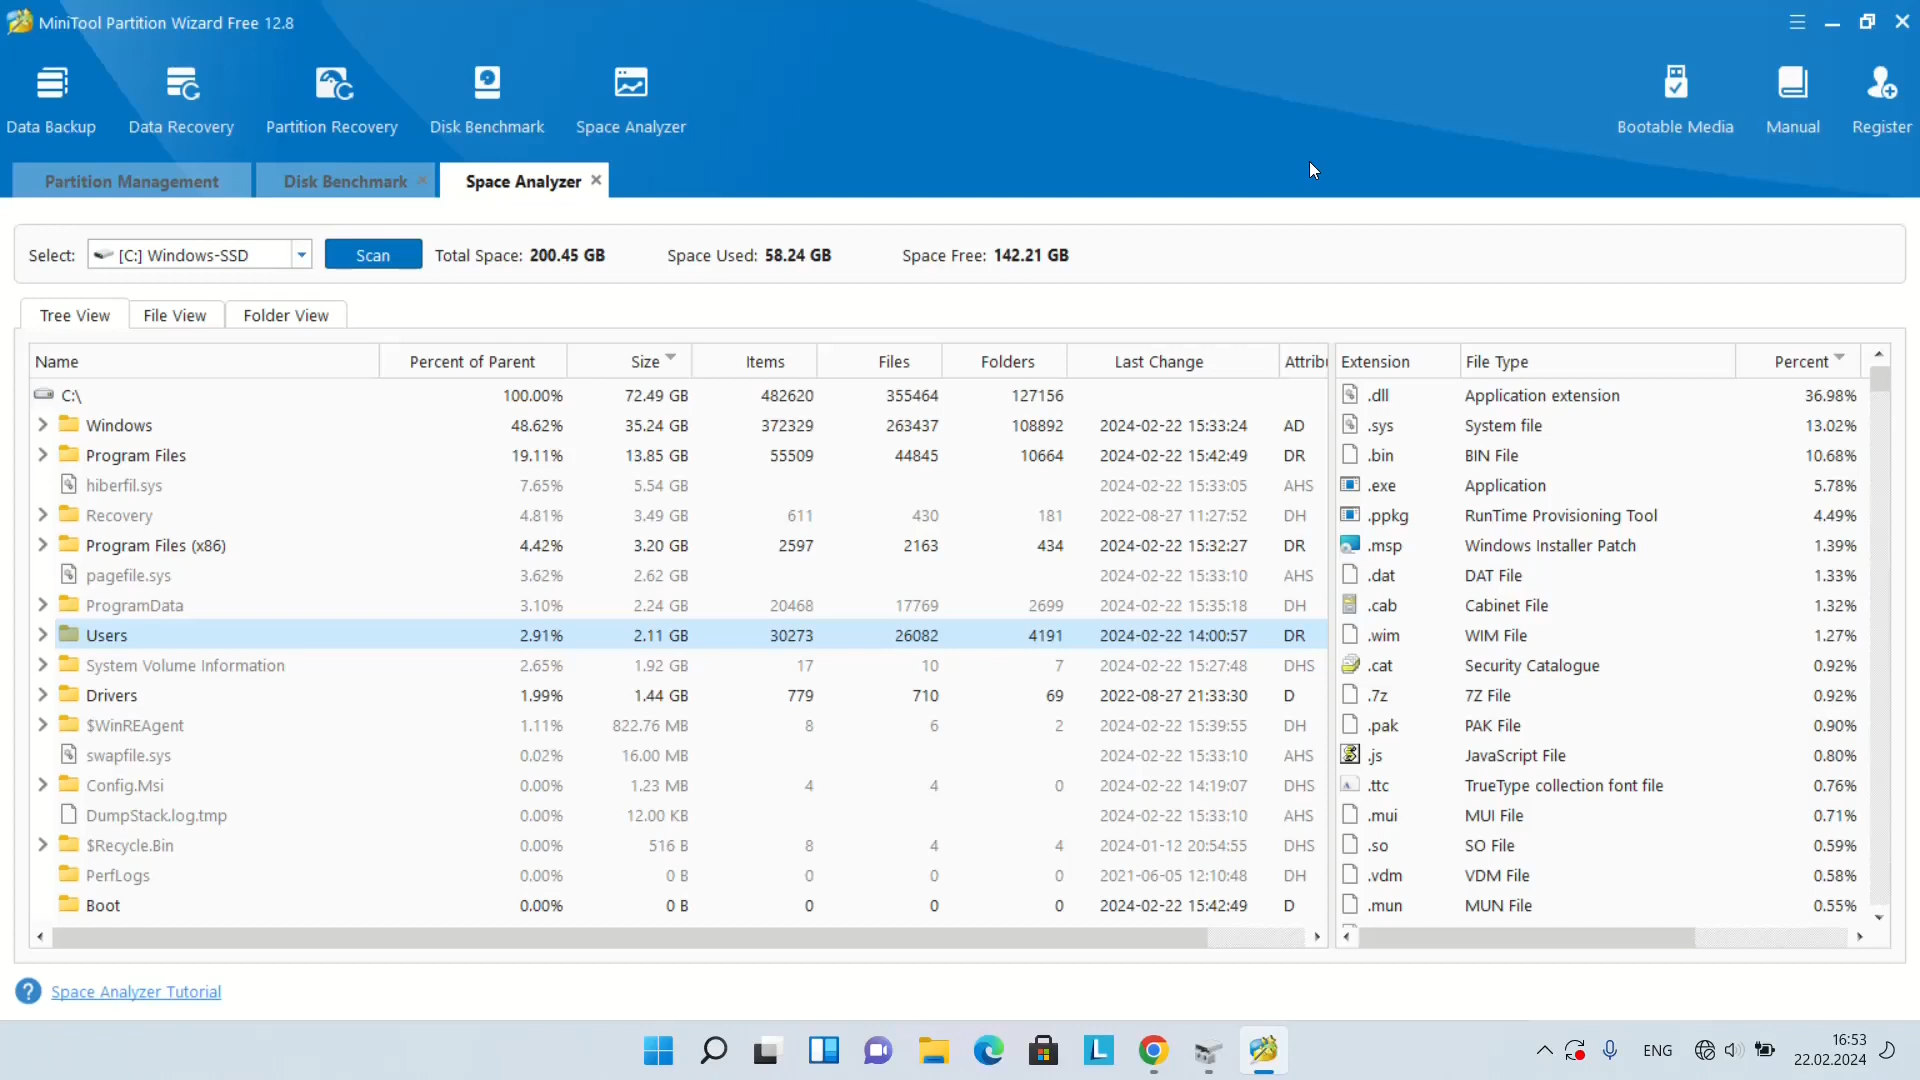 MiniTool Partition Wizard Free 12.8
Data Backup Data Recovery Partition Recovery Disk Benchmark Space Analyzer Bootable Media Manual Register
Partition Management Disk Benchmark Space Analyzer
Select: [C:] Windows-SSD Scan Total Space: 200.45 GB Space Used: 58.24 GB Space Free: 142.21 GB
Tree View File View Folder View
Name Percent of Parent Size Items Files Folders Last Change Attribu Extension File Type Percent
C:\ 100.00% 72.49 GB 482620 355464 127156 .dll Application extension 36.98%
Windows 48.62% 35.24 GB 372329 263437 108892 2024-02-22 15:33:24 AD .sys System file 13.02%
Program Files 19.11% 13.85 GB 55509 44845 10664 2024-02-22 15:42:49 DR .bin BIN File 10.68%
hiberfil.sys 7.65% 5.54 GB 2024-02-22 15:33:05 AHS .exe Application 5.78%
Recovery 4.81% 3.49 GB 611 430 181 2022-08-27 11:27:52 DH .ppkg RunTime Provisioning Tool 4.49%
Program Files (x86) 4.42% 3.20 GB 2597 2163 434 2024-02-22 15:32:27 DR .msp Windows Installer Patch 1.39%
pagefile.sys 3.62% 2.62 GB 2024-02-22 15:33:10 AHS .dat DAT File 1.33%
ProgramData 3.10% 2.24 GB 20468 17769 2699 2024-02-22 15:35:18 DH .cab Cabinet File 1.32%
Users 2.91% 2.11 GB 30273 26082 4191 2024-02-22 14:00:57 DR .wim WIM File 1.27%
System Volume Information 2.65% 1.92 GB 17 10 7 2024-02-22 15:27:48 DHS .cat Security Catalogue 0.92%
Drivers 1.99% 1.44 GB 779 710 69 2022-08-27 21:33:30 D .7z 7Z File 0.92%
$WinREAgent 1.11% 822.76 MB 8 6 2 2024-02-22 15:39:55 DH .pak PAK File 0.90%
swapfile.sys 0.02% 16.00 MB 2024-02-22 15:33:10 AHS .js JavaScript File 0.80%
Config.Msi 0.00% 1.23 MB 4 4 0 2024-02-22 14:19:07 DHS .ttc TrueType collection font file 0.76%
DumpStack.log.tmp 0.00% 12.00 KB 2024-02-22 15:33:10 AHS .mui MUI File 0.71%
$Recycle.Bin 0.00% 516 B 8 4 4 2024-01-12 20:54:55 DHS .so SO File 0.59%
PerfLogs 0.00% 0 B 0 0 0 2021-06-05 12:10:48 DH .vdm VDM File 0.58%
Boot 0.00% 0 B 0 0 0 2024-02-22 15:42:49 D .mun MUN File 0.55%
? Space Analyzer Tutorial
L ENG 16:53
22.02.2024